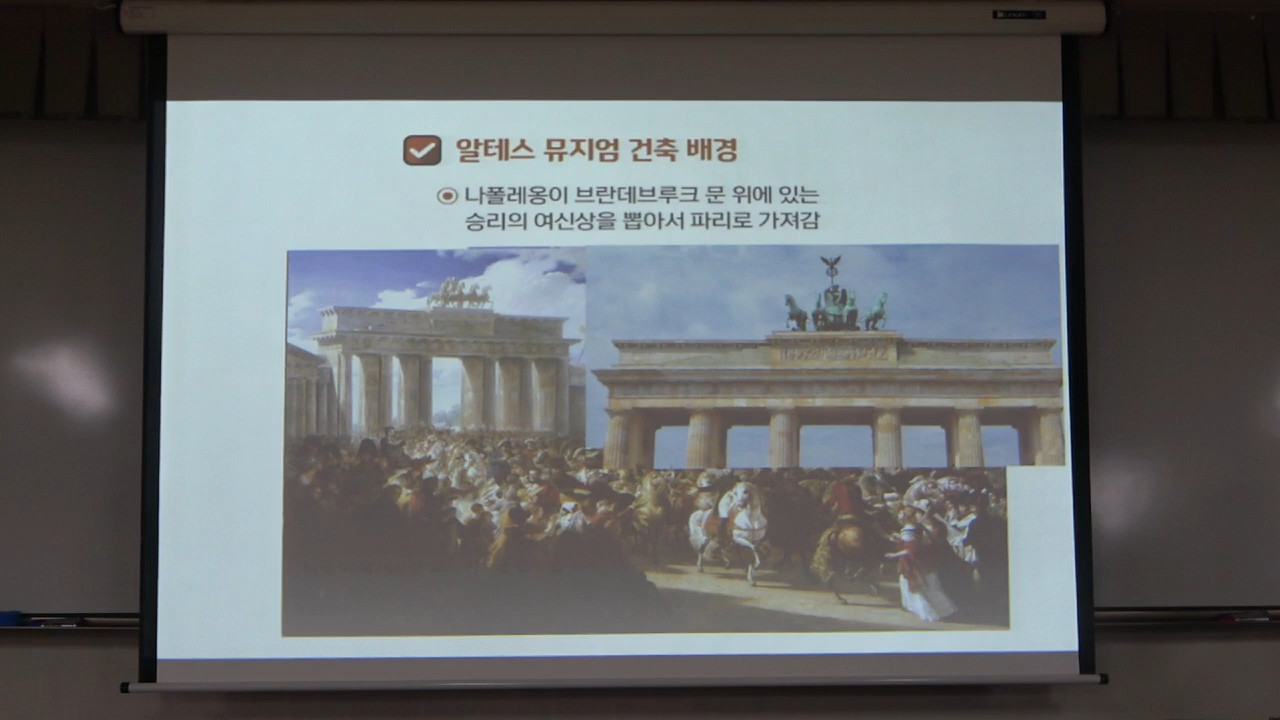 알테스 뮤지엄 건축 배경
나폴레옹이 브란데브루크 문 위에 있는
승리의 여신상을 뽑아서 파리로 가져감